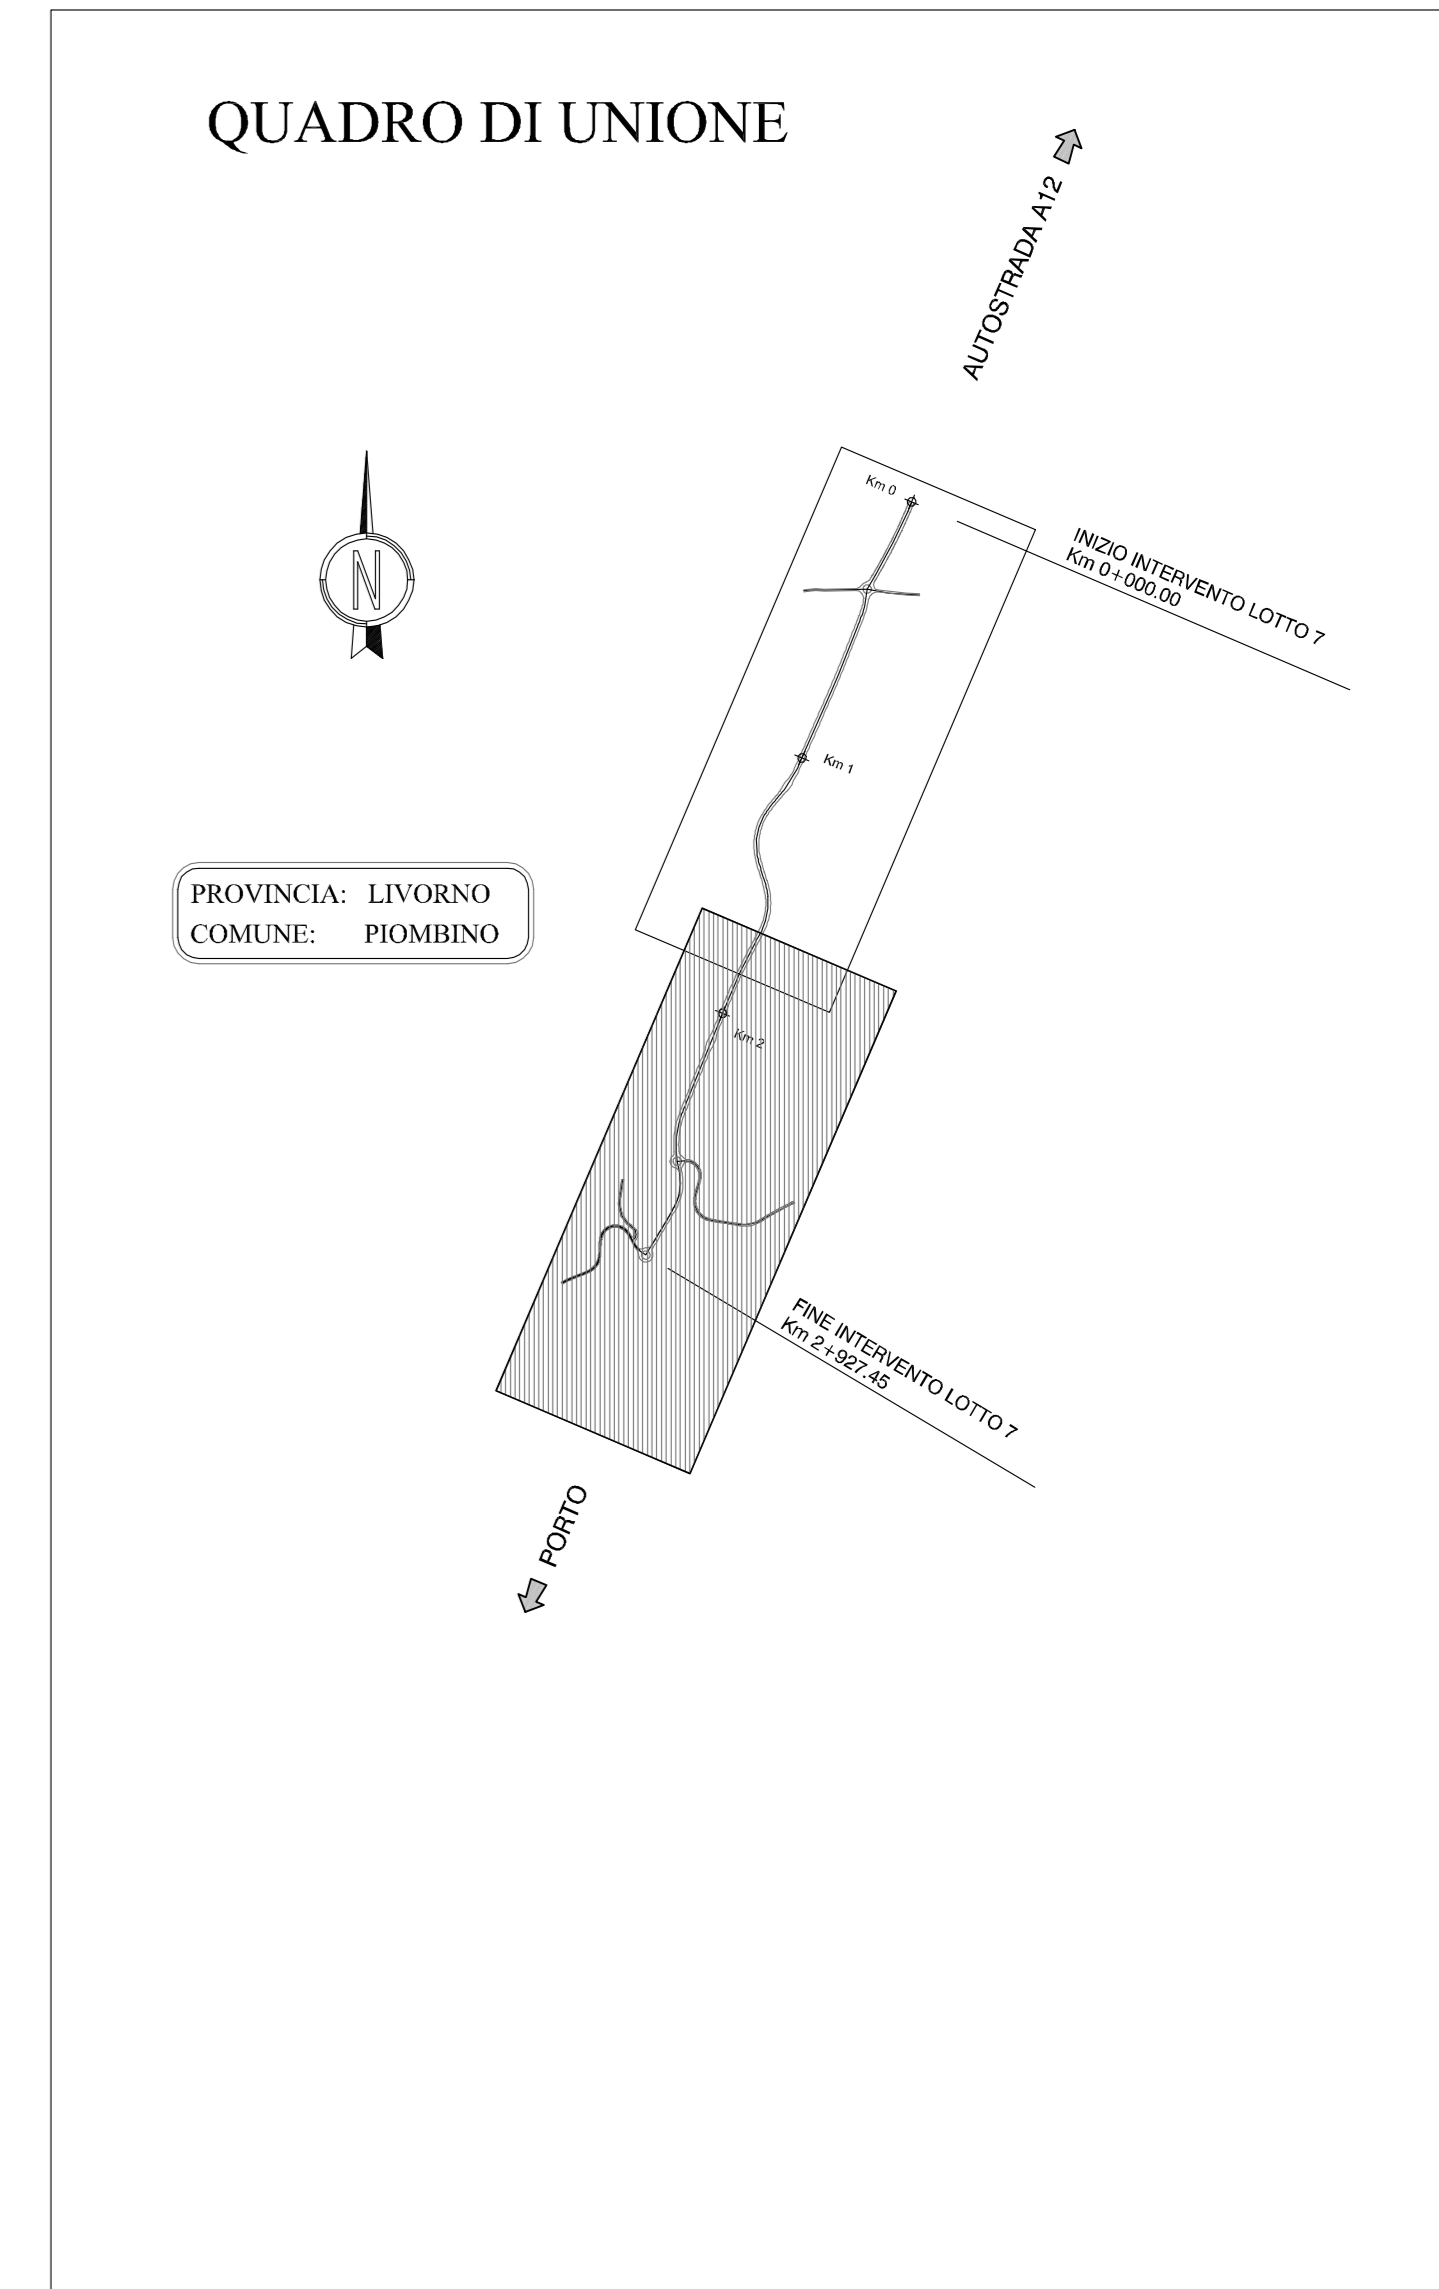 QUADRO DI UNIONE
AUTOSTRADA A12
N
Km 0
INIZIO INTERVENTO LOTTO 7
Km 0+000.00
Km 1
PROVINCIA: LIVORNO
COMUNE: PIOMBINO
Km 2
FINE INTERVENTO LOTTO 7
Km 2+927.45
PORTO